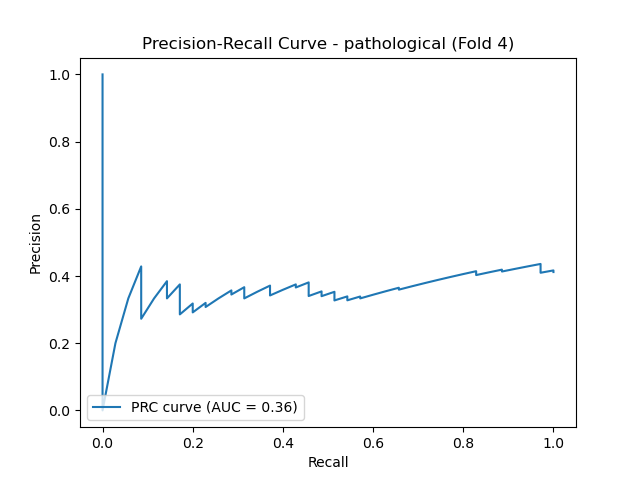 Precision-Recall Curve - pathological (Fold 4)
1.0
0.8
0.6
0.4
0.2
0.0
Precision
PRC curve (AUC = 0.36)
0.0 0.2 0.4 0.6 0.8 1.0
Recall